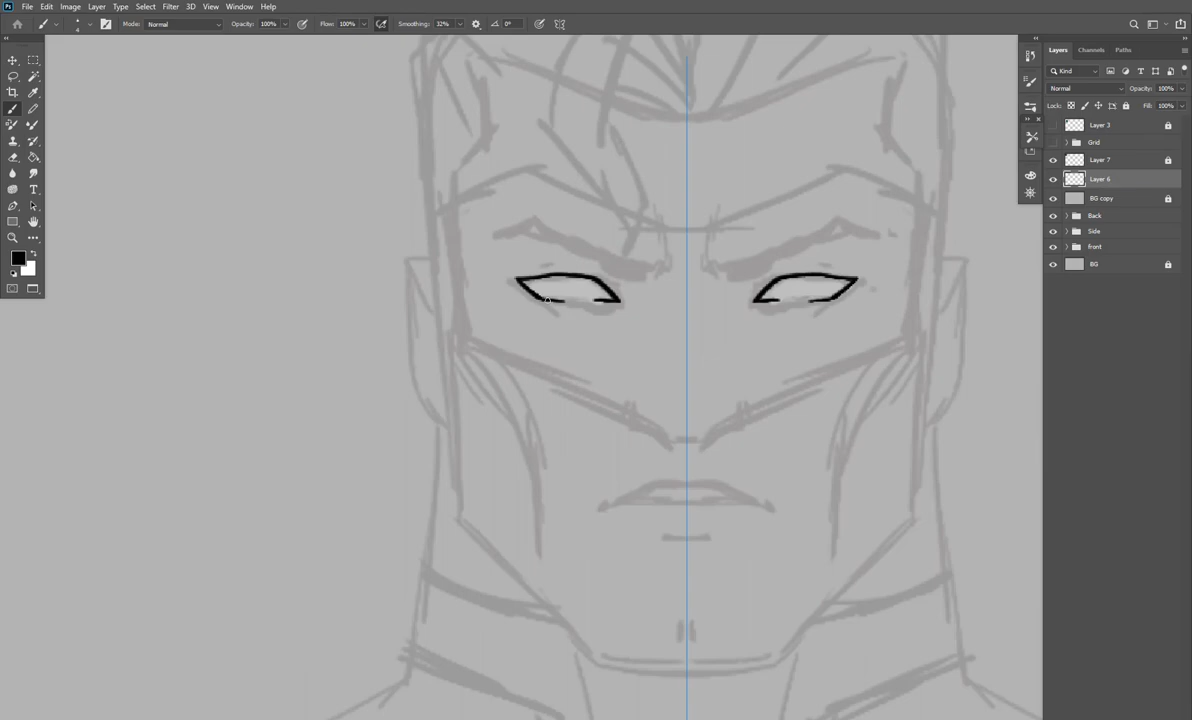 Ps File Edit Image Layer Type Select Filter 3D View Window Help
4 Mode: Normal Opacity: 100% Flow: 100% Smoothing: 32% 0°
Layers Channels Paths
Kind
Normal Opacity: 100%
Lock: Fill: 100%
Layer 3
Grid
Layer 7
Layer 6
BG copy
Back
Side
front
BG
T